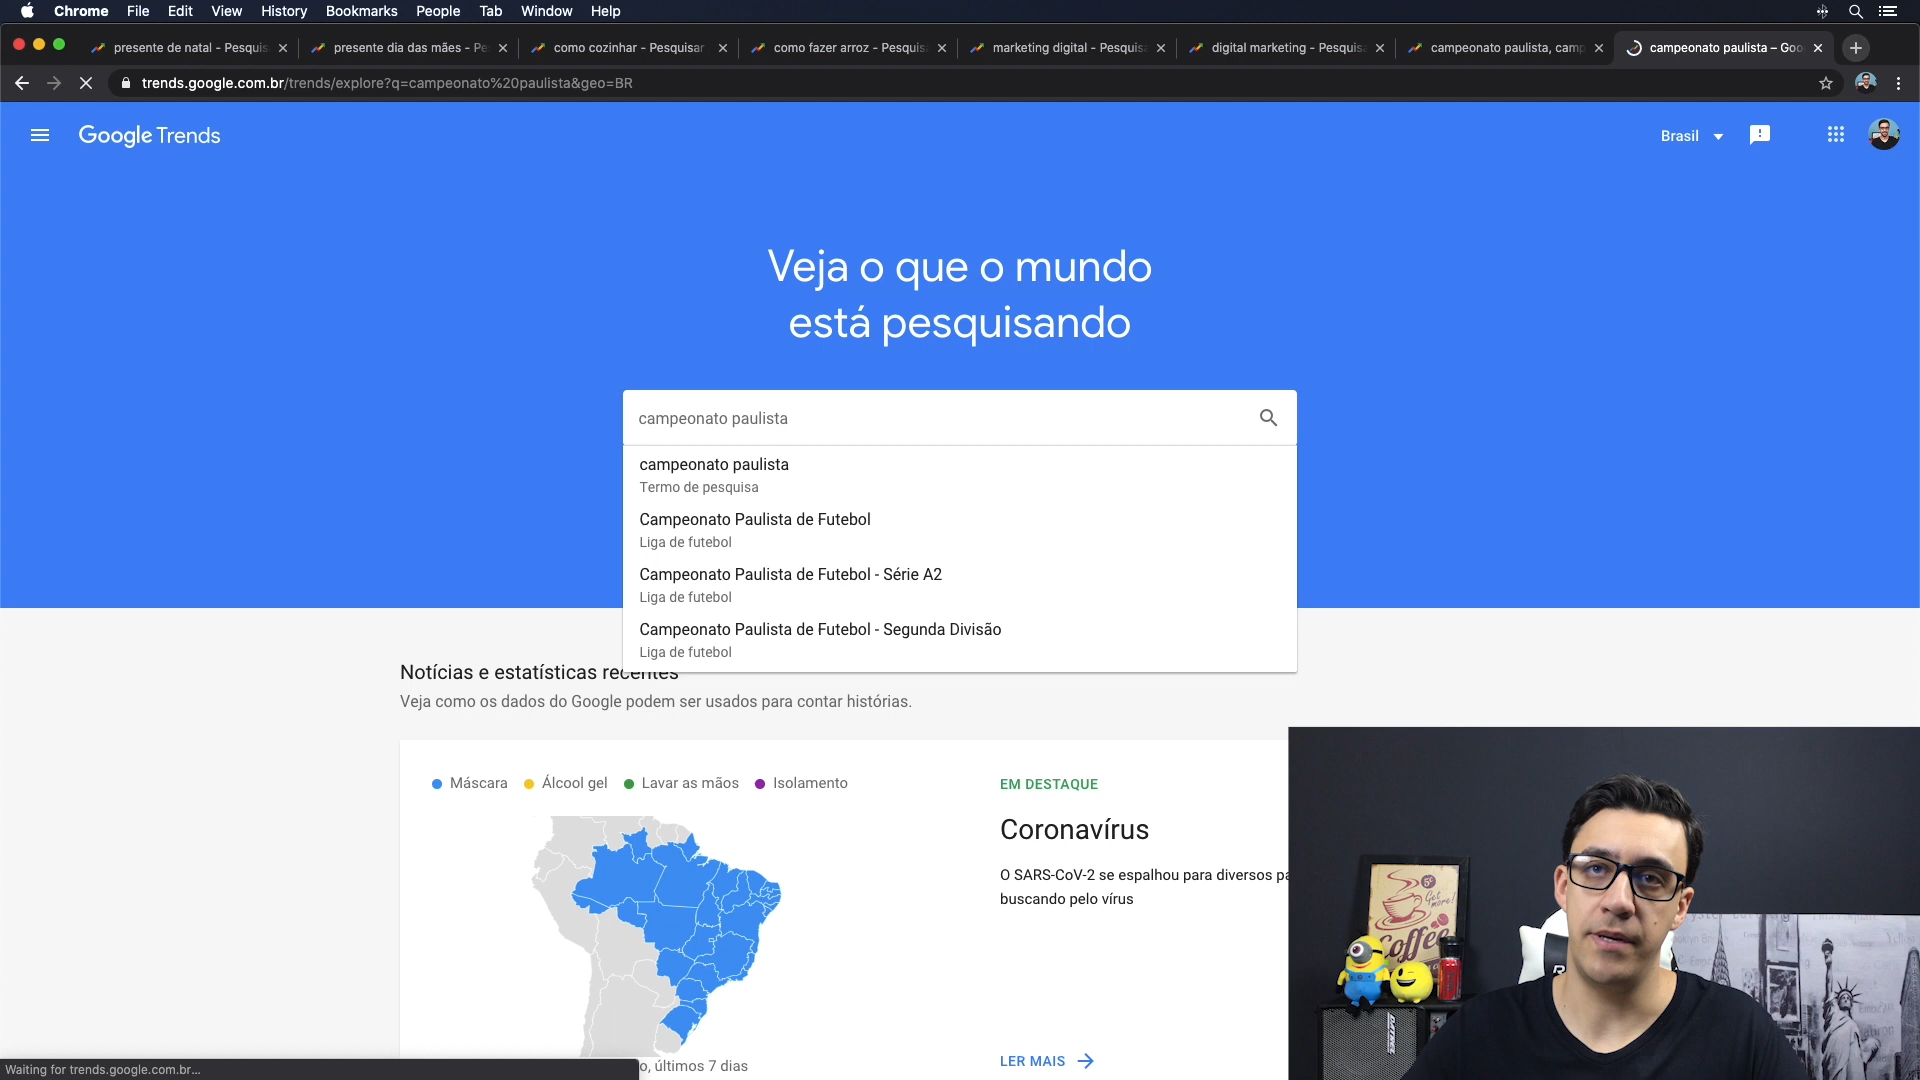 Chrome File Edit View History Bookmarks People Tab Window Help
presente de natal - Pesquis
presente dia das mães - Pe
como cozinhar - Pesquisar
como fazer arroz - Pesquis
marketing digital - Pesquis
digital marketing - Pesquis
campeonato paulista, camp
campeonato paulista – Goo
trends.google.com.br/trends/explore?q=campeonato%20paulista&geo=BR
Google Trends
Brasil
Veja o que o mundo
está pesquisando
campeonato paulista
campeonato paulista
Termo de pesquisa
Campeonato Paulista de Futebol
Liga de futebol
Campeonato Paulista de Futebol - Série A2
Liga de futebol
Campeonato Paulista de Futebol - Segunda Divisão
Liga de futebol
Notícias e estatísticas recentes
Veja como os dados do Google podem ser usados para contar histórias.
Máscara Álcool gel Lavar as mãos Isolamento
EM DESTAQUE
Coronavírus
O SARS-CoV-2 se espalhou para diversos pa
buscando pelo vírus
LER MAIS
o, últimos 7 dias
Waiting for trends.google.com.br...
Get
more!
Coffee